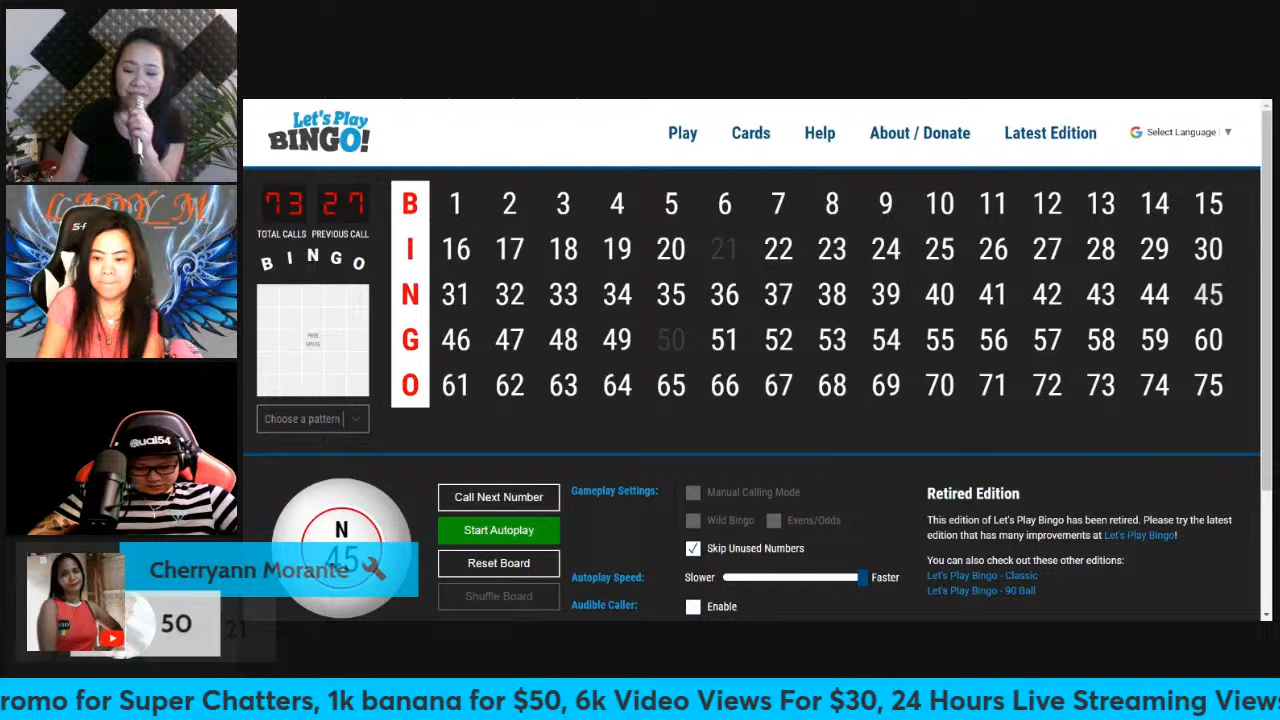 LADY_M
@UAL54
Let's Play
BINGO!
Play
Cards
Help
About / Donate
Latest Edition
G Select Language ▼
73 27
TOTAL CALLS PREVIOUS CALL
B I N G O
FREE
SPACE
Choose a pattern
B 1 2 3 4 5 6 7 8 9 10 11 12 13 14 15
I 16 17 18 19 20 21 22 23 24 25 26 27 28 29 30
N 31 32 33 34 35 36 37 38 39 40 41 42 43 44 45
G 46 47 48 49 50 51 52 53 54 55 56 57 58 59 60
O 61 62 63 64 65 66 67 68 69 70 71 72 73 74 75
N
45
Call Next Number
Start Autoplay
Reset Board
Shuffle Board
Gameplay Settings:
Manual Calling Mode
Wild Bingo
Evens/Odds
Skip Unused Numbers
Autoplay Speed:
Slower
Faster
Audible Caller:
Enable
Retired Edition
This edition of Let's Play Bingo has been retired. Please try the latest
edition that has many improvements at Let's Play Bingo!
You can also check out these other editions:
Let's Play Bingo - Classic
Let's Play Bingo - 90 Ball
Cherryann Morante
50
21
romo for Super Chatters, 1k banana for $50, 6k Video Views For $30, 24 Hours Live Streaming Views